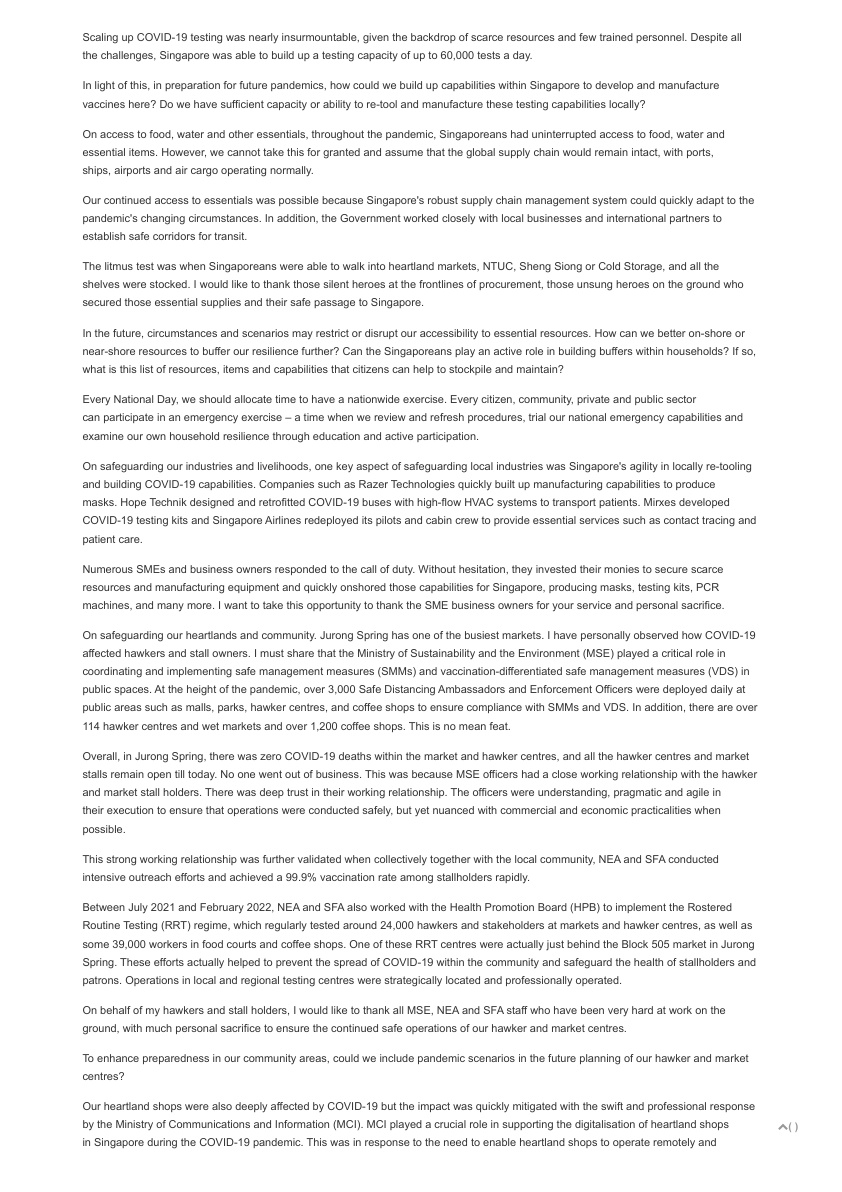 Scaling up COVID-19 testing was nearly insurmountable, given the backdrop of scarce resources and few trained personnel. Despite all
the challenges, Singapore was able to build up a testing capacity of up to 60,000 tests a day.
In light of this, in preparation for future pandemics, how could we build up capabilities within Singapore to develop and manufacture
vaccines here? Do we have sufficient capacity or ability to re-tool and manufacture these testing capabilities locally?
On access to food, water and other essentials, throughout the pandemic, Singaporeans had uninterrupted access to food, water and
essential items. However, we cannot take this for granted and assume that the global supply chain would remain intact, with ports,
ships, airports and air cargo operating normally.
Our continued access to essentials was possible because Singapore's robust supply chain management system could quickly adapt to the
pandemic's changing circumstances. In addition, the Government worked closely with local businesses and international partners to
establish safe corridors for transit.
The litmus test was when Singaporeans were able to walk into heartland markets, NTUC, Sheng Siong or Cold Storage, and all the
shelves were stocked. I would like to thank those silent heroes at the frontlines of procurement, those unsung heroes on the ground who
secured those essential supplies and their safe passage to Singapore.
In the future, circumstances and scenarios may restrict or disrupt our accessibility to essential resources. How can we better on-shore or
near-shore resources to buffer our resilience further? Can the Singaporeans play an active role in building buffers within households? If so,
what is this list of resources, items and capabilities that citizens can help to stockpile and maintain?
Every National Day, we should allocate time to have a nationwide exercise. Every citizen, community, private and public sector
can participate in an emergency exercise – a time when we review and refresh procedures, trial our national emergency capabilities and
examine our own household resilience through education and active participation.
On safeguarding our industries and livelihoods, one key aspect of safeguarding local industries was Singapore's agility in locally re-tooling
and building COVID-19 capabilities. Companies such as Razer Technologies quickly built up manufacturing capabilities to produce
masks. Hope Technik designed and retrofitted COVID-19 buses with high-flow HVAC systems to transport patients. Mirxes developed
COVID-19 testing kits and Singapore Airlines redeployed its pilots and cabin crew to provide essential services such as contact tracing and
patient care.
Numerous SMEs and business owners responded to the call of duty. Without hesitation, they invested their monies to secure scarce
resources and manufacturing equipment and quickly onshored those capabilities for Singapore, producing masks, testing kits, PCR
machines, and many more. I want to take this opportunity to thank the SME business owners for your service and personal sacrifice.
On safeguarding our heartlands and community. Jurong Spring has one of the busiest markets. I have personally observed how COVID-19
affected hawkers and stall owners. I must share that the Ministry of Sustainability and the Environment (MSE) played a critical role in
coordinating and implementing safe management measures (SMMs) and vaccination-differentiated safe management measures (VDS) in
public spaces. At the height of the pandemic, over 3,000 Safe Distancing Ambassadors and Enforcement Officers were deployed daily at
public areas such as malls, parks, hawker centres, and coffee shops to ensure compliance with SMMs and VDS. In addition, there are over
114 hawker centres and wet markets and over 1,200 coffee shops. This is no mean feat.
Overall, in Jurong Spring, there was zero COVID-19 deaths within the market and hawker centres, and all the hawker centres and market
stalls remain open till today. No one went out of business. This was because MSE officers had a close working relationship with the hawker
and market stall holders. There was deep trust in their working relationship. The officers were understanding, pragmatic and agile in
their execution to ensure that operations were conducted safely, but yet nuanced with commercial and economic practicalities when
possible.
This strong working relationship was further validated when collectively together with the local community, NEA and SFA conducted
intensive outreach efforts and achieved a 99.9% vaccination rate among stallholders rapidly.
Between July 2021 and February 2022, NEA and SFA also worked with the Health Promotion Board (HPB) to implement the Rostered
Routine Testing (RRT) regime, which regularly tested around 24,000 hawkers and stakeholders at markets and hawker centres, as well as
some 39,000 workers in food courts and coffee shops. One of these RRT centres were actually just behind the Block 505 market in Jurong
Spring. These efforts actually helped to prevent the spread of COVID-19 within the community and safeguard the health of stallholders and
patrons. Operations in local and regional testing centres were strategically located and professionally operated.
On behalf of my hawkers and stall holders, I would like to thank all MSE, NEA and SFA staff who have been very hard at work on the
ground, with much personal sacrifice to ensure the continued safe operations of our hawker and market centres.
To enhance preparedness in our community areas, could we include pandemic scenarios in the future planning of our hawker and market
centres?
Our heartland shops were also deeply affected by COVID-19 but the impact was quickly mitigated with the swift and professional response
by the Ministry of Communications and Information (MCI). MCI played a crucial role in supporting the digitalisation of heartland shops
in Singapore during the COVID-19 pandemic. This was in response to the need to enable heartland shops to operate remotely and
( )